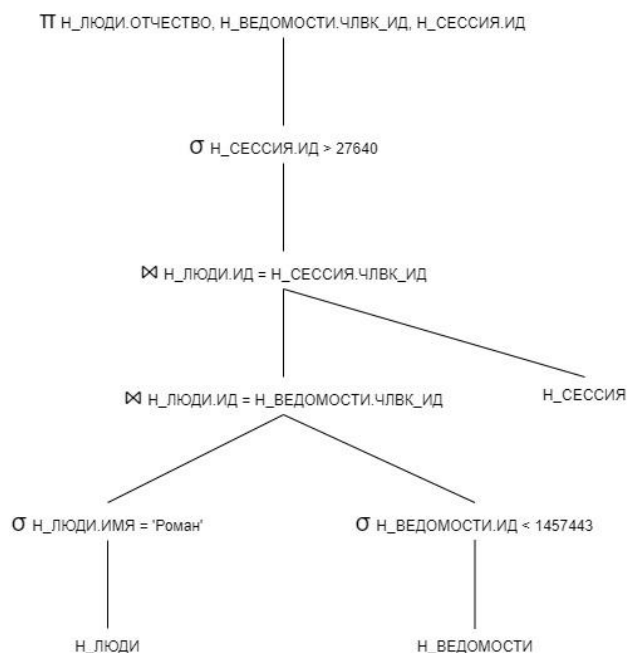 π Н_ЛЮДИ.ОТЧЕСТВО, Н_ВЕДОМОСТИ.ЧЛВК_ИД, Н_СЕССИЯ.ИД
σ Н_СЕССИЯ.ИД > 27640
⋈ Н_ЛЮДИ.ИД = Н_СЕССИЯ.ЧЛВК_ИД
⋈ Н_ЛЮДИ.ИД = Н_ВЕДОМОСТИ.ЧЛВК_ИД
Н_СЕССИЯ
σ Н_ЛЮДИ.ИМЯ = 'Роман'
σ Н_ВЕДОМОСТИ.ИД < 1457443
Н_ЛЮДИ
Н_ВЕДОМОСТИ